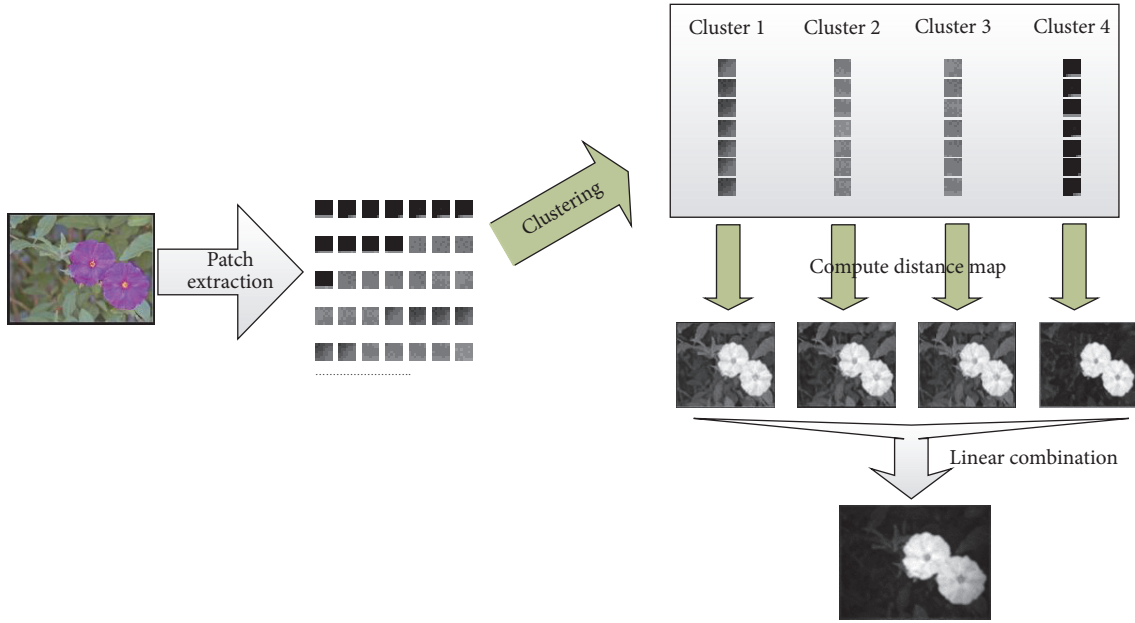 Cluster 1
Cluster 2
Cluster 3
Cluster 4
Patch
extraction
Clustering
Compute distance map
Linear combination